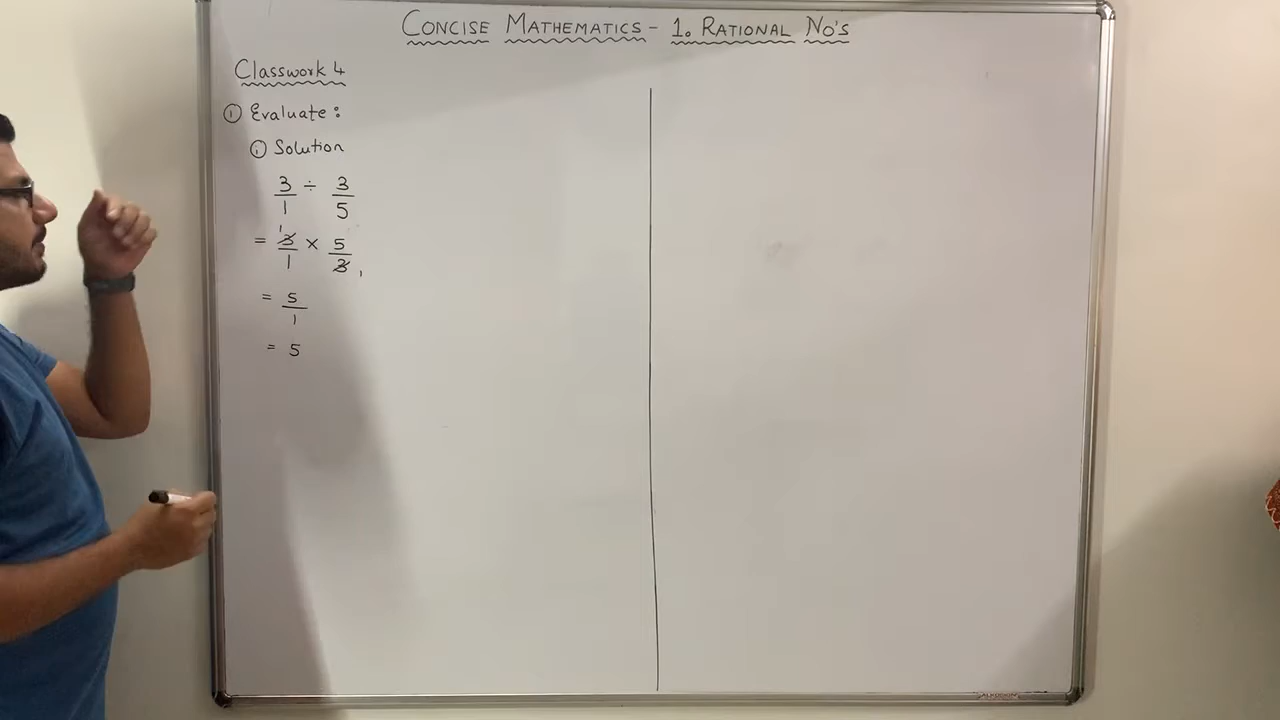 CONCISE MATHEMATICS - 1. RATIONAL NO'S
Classwork 4
① Evaluate :
① Solution
3/1 ÷ 3/5
= 3/1 × 5/3
= 5/1
= 5